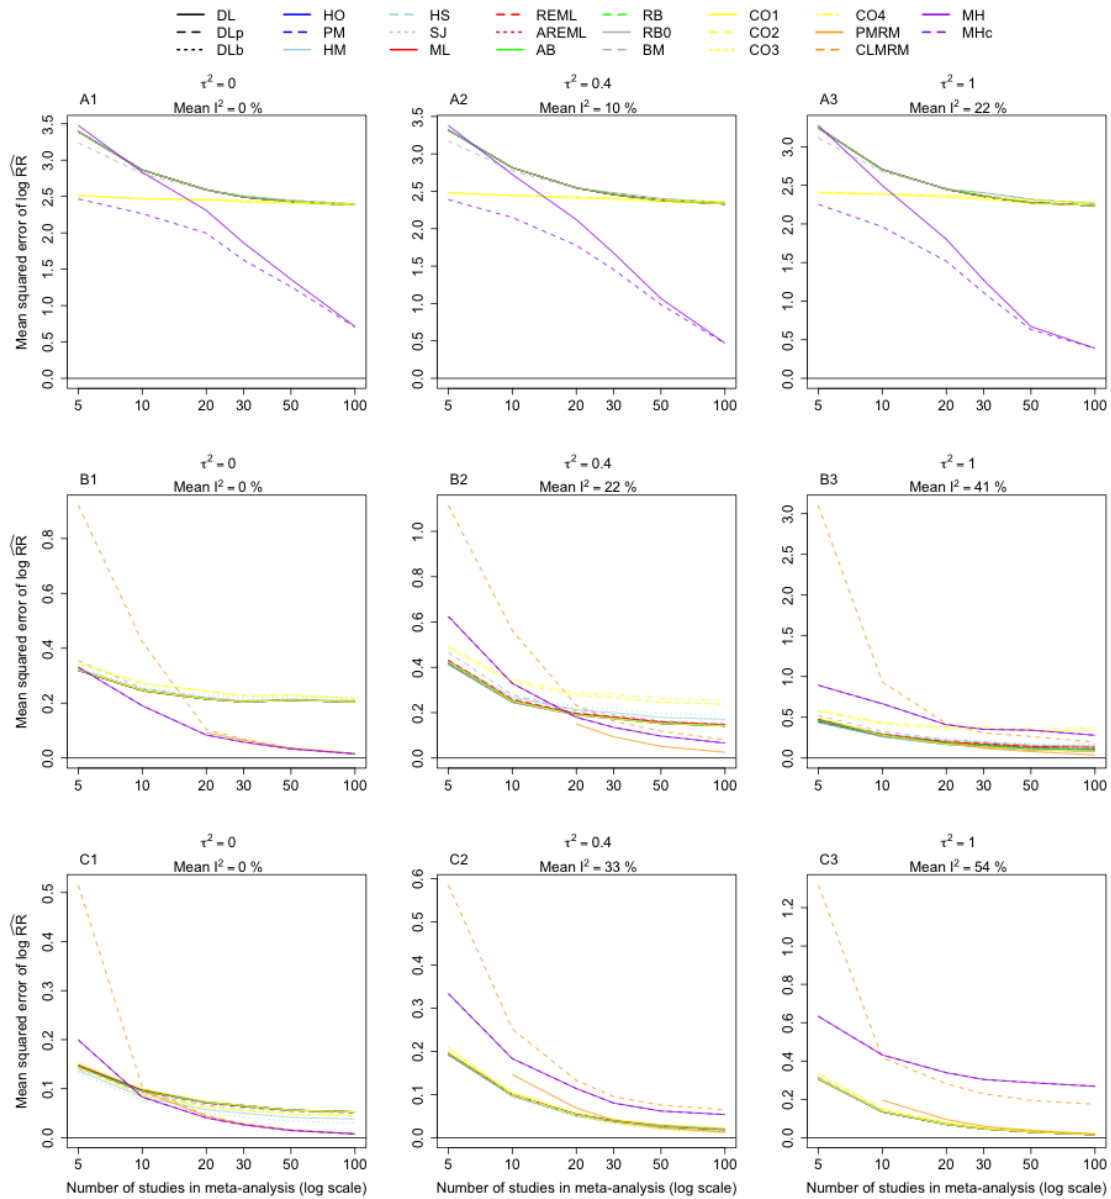 DL HO HS REML RB CO1 CO4 MH
DLp PM SJ AREML RB0 CO2 PMRM MHc
DLb HM ML AB BM CO3 CLMRM
τ² = 0 τ² = 0.4 τ² = 1
A1 Mean I² = 0 % A2 Mean I² = 10 % A3 Mean I² = 22 %
Mean squared error of log R̂R
0.0 0.5 1.0 1.5 2.0 2.5 3.0 3.5
0.0 0.5 1.0 1.5 2.0 2.5 3.0 3.5
0.0 0.5 1.0 1.5 2.0 2.5 3.0
5 10 20 30 50 100 5 10 20 30 50 100 5 10 20 30 50 100
τ² = 0 τ² = 0.4 τ² = 1
B1 Mean I² = 0 % B2 Mean I² = 22 % B3 Mean I² = 41 %
Mean squared error of log R̂R
0.0 0.2 0.4 0.6 0.8
0.0 0.2 0.4 0.6 0.8 1.0
0.0 0.5 1.0 1.5 2.0 2.5 3.0
5 10 20 30 50 100 5 10 20 30 50 100 5 10 20 30 50 100
τ² = 0 τ² = 0.4 τ² = 1
C1 Mean I² = 0 % C2 Mean I² = 33 % C3 Mean I² = 54 %
Mean squared error of log R̂R
0.0 0.1 0.2 0.3 0.4 0.5
0.0 0.1 0.2 0.3 0.4 0.5 0.6
0.0 0.2 0.4 0.6 0.8 1.0 1.2
5 10 20 30 50 100 5 10 20 30 50 100 5 10 20 30 50 100
Number of studies in meta-analysis (log scale) Number of studies in meta-analysis (log scale) Number of studies in meta-analysis (log scale)